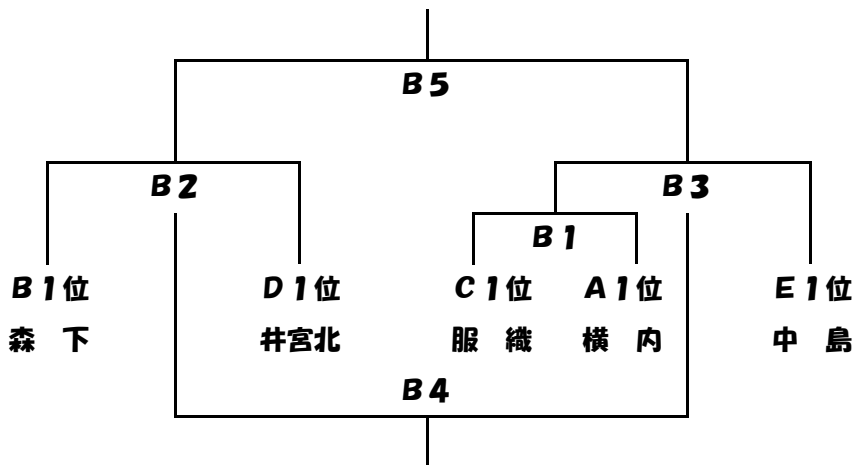 B5
B2
B3
B1
B1位
D1位
C1位
A1位
E1位
森　下
井宮北
服　織
横　内
中　島
B4